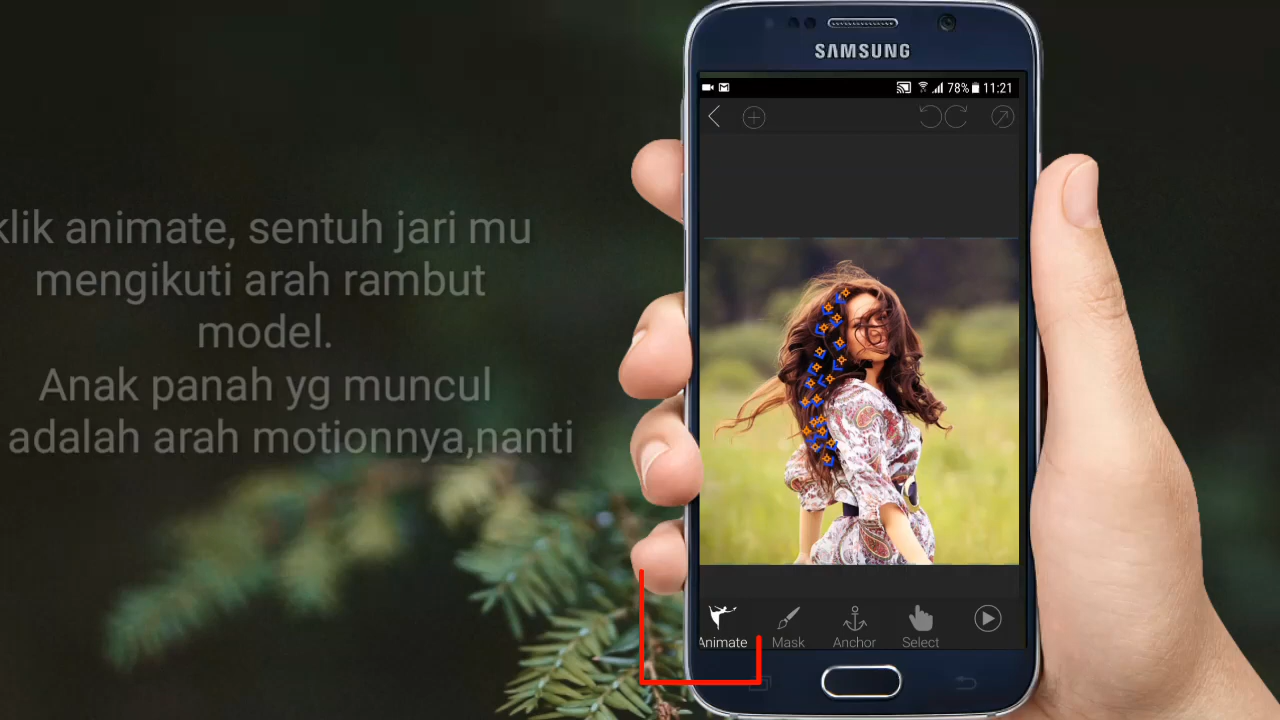 klik animate, sentuh jari mu
mengikuti arah rambut
model.
Anak panah yg muncul
adalah arah motionnya,nanti
SAMSUNG
78% 11:21
Animate Mask Anchor Select